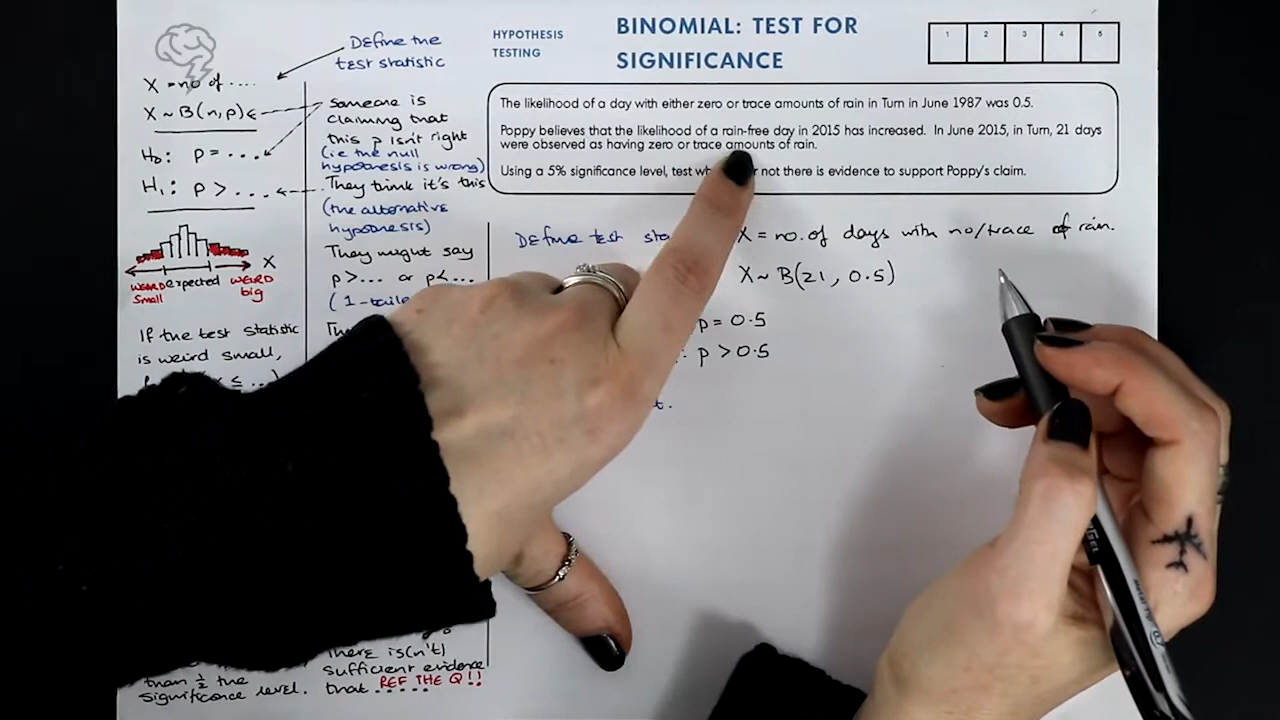 HYPOTHESIS
TESTING
BINOMIAL: TEST FOR
SIGNIFICANCE
1 2 3 4 5
The likelihood of a day with either zero or trace amounts of rain in Turn in June 1987 was 0.5.
Poppy believes that the likelihood of a rain-free day in 2015 has increased. In June 2015, in Turn, 21 days
were observed as having zero or trace amounts of rain.
Using a 5% significance level, test not there is evidence to support Poppy's claim.
X = no of ....
X ~ B(n,p)
H₀: p = ...
H₁: p > ...
X
WEIRD expected WEIRD
small big
If the test statistic
is weird small,
≤ ...)
than ½ the
significance level.
Define the
test statistic
someone is
claiming that
this p isn't right
(ie the null
hypothesis is wrong)
They think it's this
(the alternative
hypothesis)
They might say
p>... or p<...
There is(n't)
sufficient evidence
that .....
REF THE Q!!
Define test
X = no. of days with no/trace of rain.
X ~ B(21, 0.5)
p = 0.5
: p > 0.5